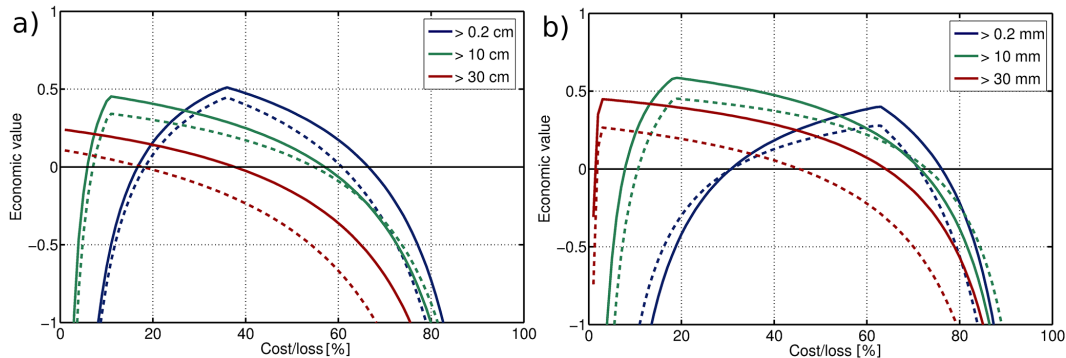 a)
Economic value
1
0.5
0
−0.5
−1
0 20 40 60 80 100
Cost/loss [%]
> 0.2 cm
> 10 cm
> 30 cm
b)
Economic value
1
0.5
0
−0.5
−1
0 20 40 60 80 100
Cost/loss [%]
> 0.2 mm
> 10 mm
> 30 mm